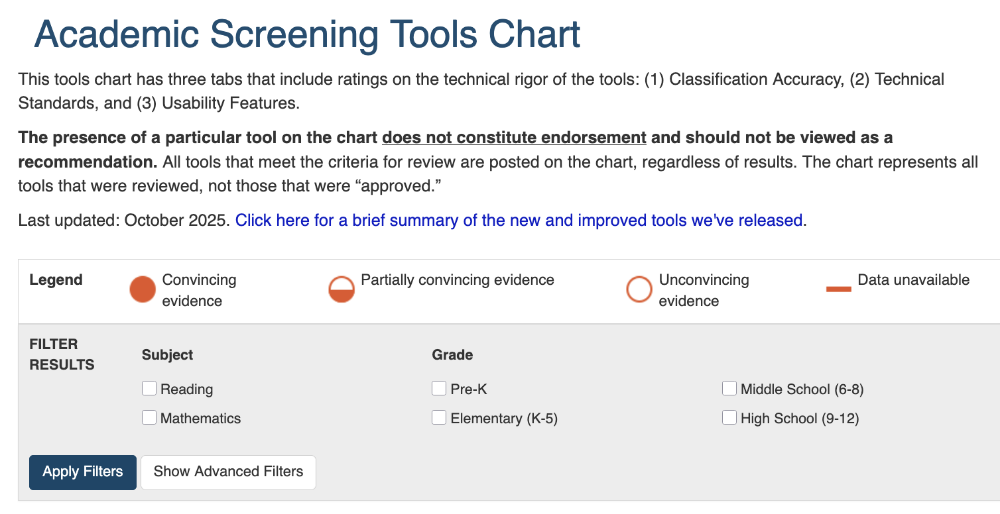 Academic Screening Tools Chart
This tools chart has three tabs that include ratings on the technical rigor of the tools: (1) Classification Accuracy, (2) Technical
Standards, and (3) Usability Features.
The presence of a particular tool on the chart does not constitute endorsement and should not be viewed as a
recommendation. All tools that meet the criteria for review are posted on the chart, regardless of results. The chart represents all
tools that were reviewed, not those that were “approved.”
Last updated: October 2025. Click here for a brief summary of the new and improved tools we've released.
Legend
Convincing
evidence
Partially convincing evidence
Unconvincing
evidence
Data unavailable
FILTER
RESULTS
Subject
Reading
Mathematics
Grade
Pre-K
Elementary (K-5)
Middle School (6-8)
High School (9-12)
Apply Filters
Show Advanced Filters